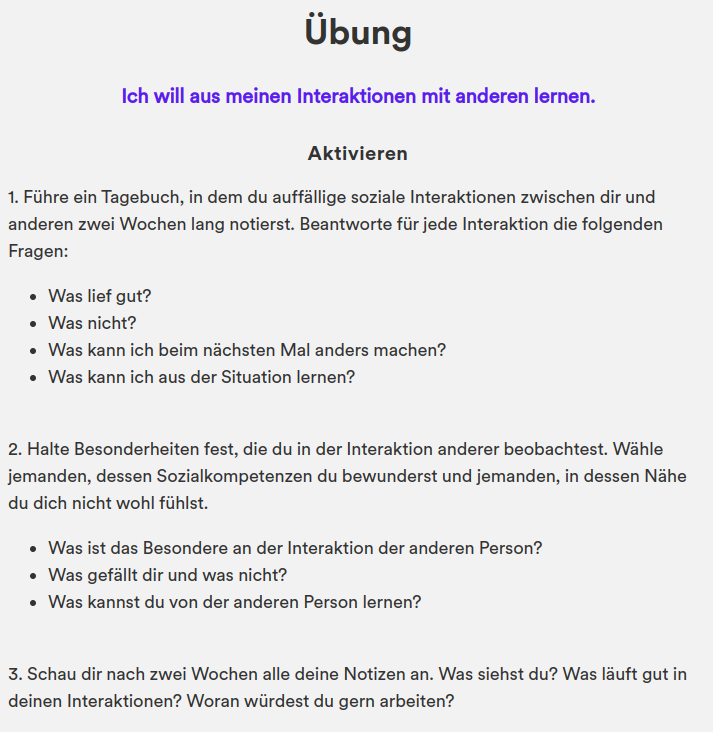 Übung
Ich will aus meinen Interaktionen mit anderen lernen.
Aktivieren
1. Führe ein Tagebuch, in dem du auffällige soziale Interaktionen zwischen dir und
anderen zwei Wochen lang notierst. Beantworte für jede Interaktion die folgenden
Fragen:
• Was lief gut?
• Was nicht?
• Was kann ich beim nächsten Mal anders machen?
• Was kann ich aus der Situation lernen?
2. Halte Besonderheiten fest, die du in der Interaktion anderer beobachtest. Wähle
jemanden, dessen Sozialkompetenzen du bewunderst und jemanden, in dessen Nähe
du dich nicht wohl fühlst.
• Was ist das Besondere an der Interaktion der anderen Person?
• Was gefällt dir und was nicht?
• Was kannst du von der anderen Person lernen?
3. Schau dir nach zwei Wochen alle deine Notizen an. Was siehst du? Was läuft gut in
deinen Interaktionen? Woran würdest du gern arbeiten?